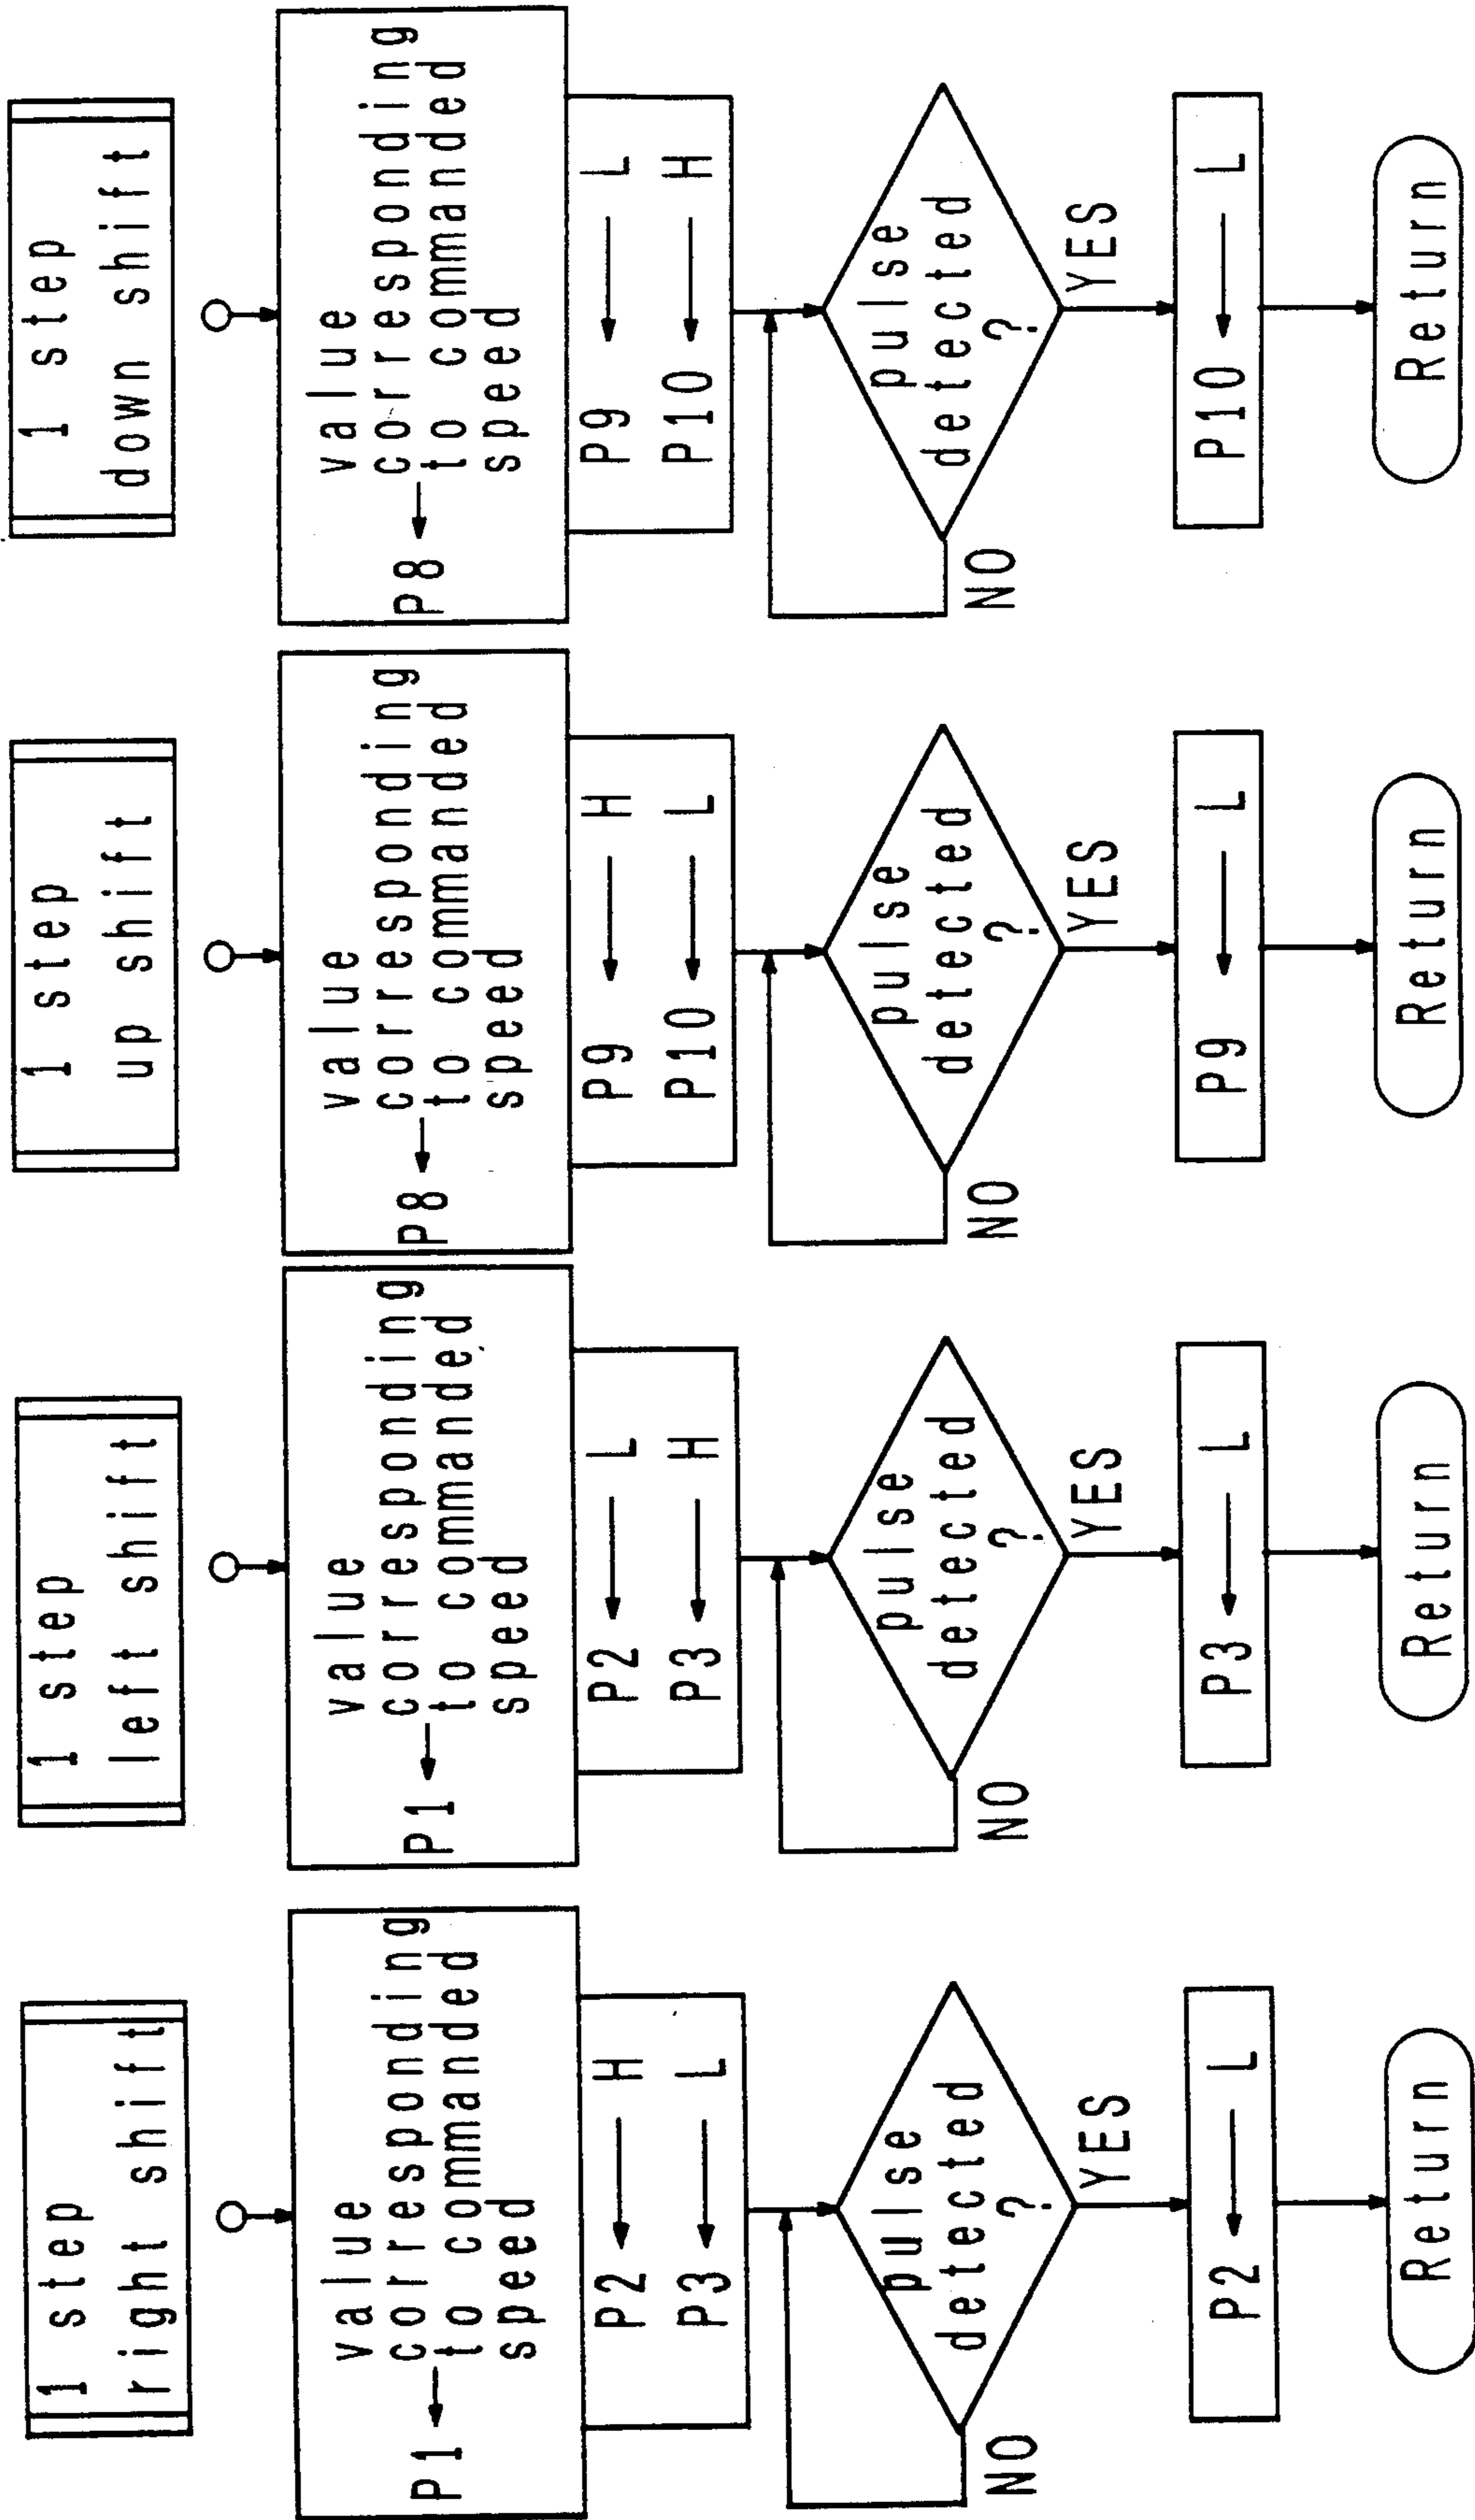 1 step
right shift
value
corresponding
P1 ← to commanded
speed
P2 ← H
P3 ← L
pulse
detected
?
NO
YES
P2 ← L
Return
1 step
left shift
value
corresponding
P1 ← to commanded
speed
P2 ← L
P3 ← H
pulse
detected
?
NO
YES
P3 ← L
Return
1 step
up shift
value
corresponding
P8 ← to commanded
speed
P9 ← H
P10 ← L
pulse
detected
?
NO
YES
P9 ← L
Return
1 step
down shift
value
corresponding
P8 ← to commanded
speed
P9 ← L
P10 ← H
pulse
detected
?
NO
YES
P10 ← L
Return